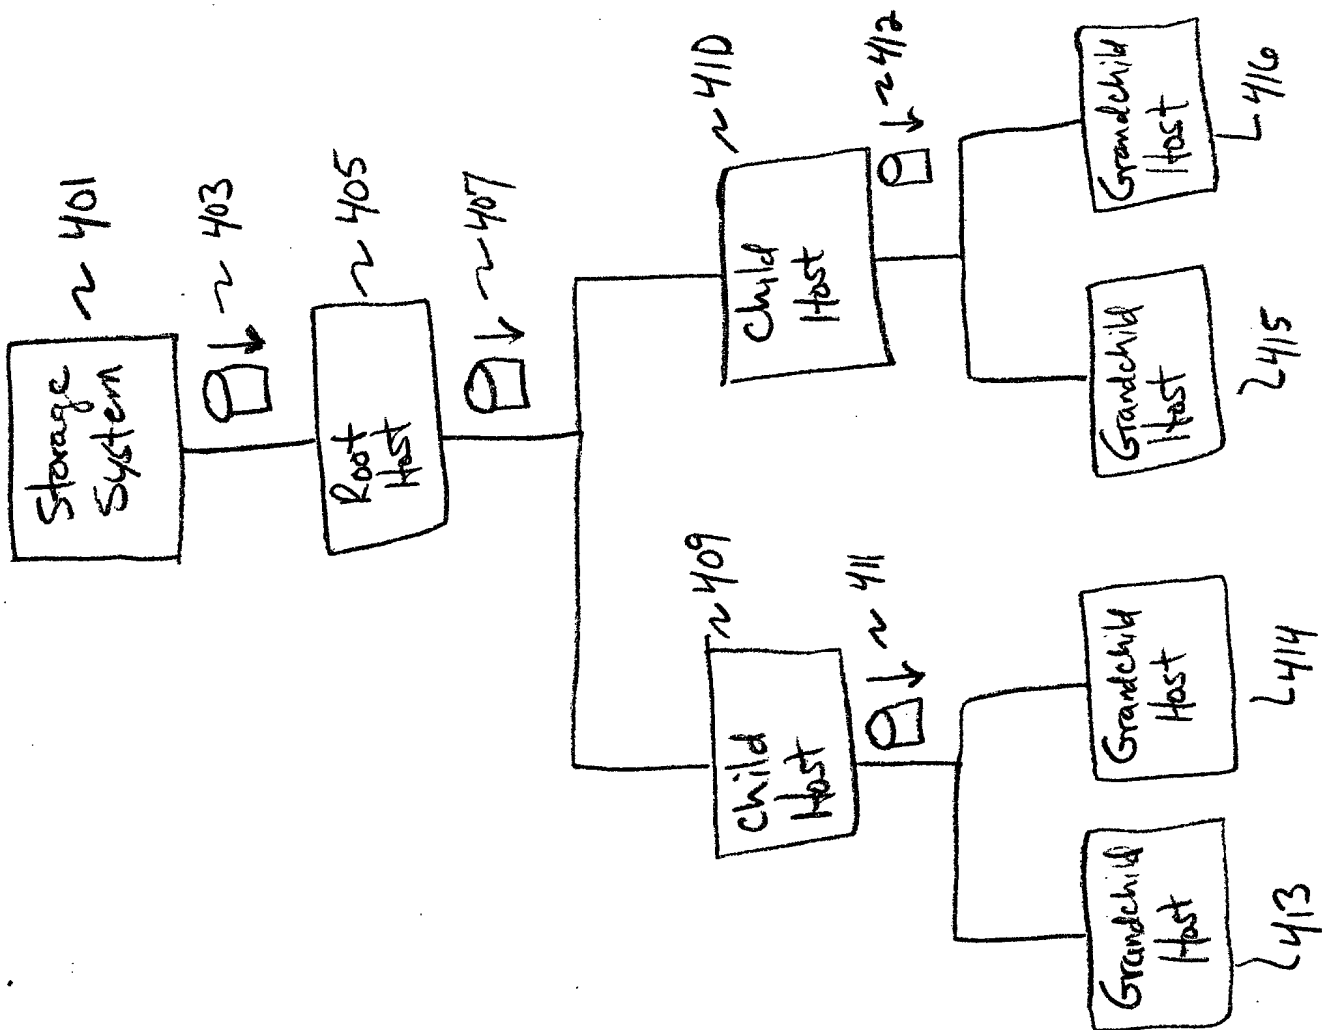 Storage
System
~ 401
~ 403
Root
Host
~ 405
~ 407
Child
Host
~ 409
Child
Host
~ 410
~ 411
~ 412
Grandchild
Host
413
Grandchild
Host
414
Grandchild
Host
415
Grandchild
Host
416